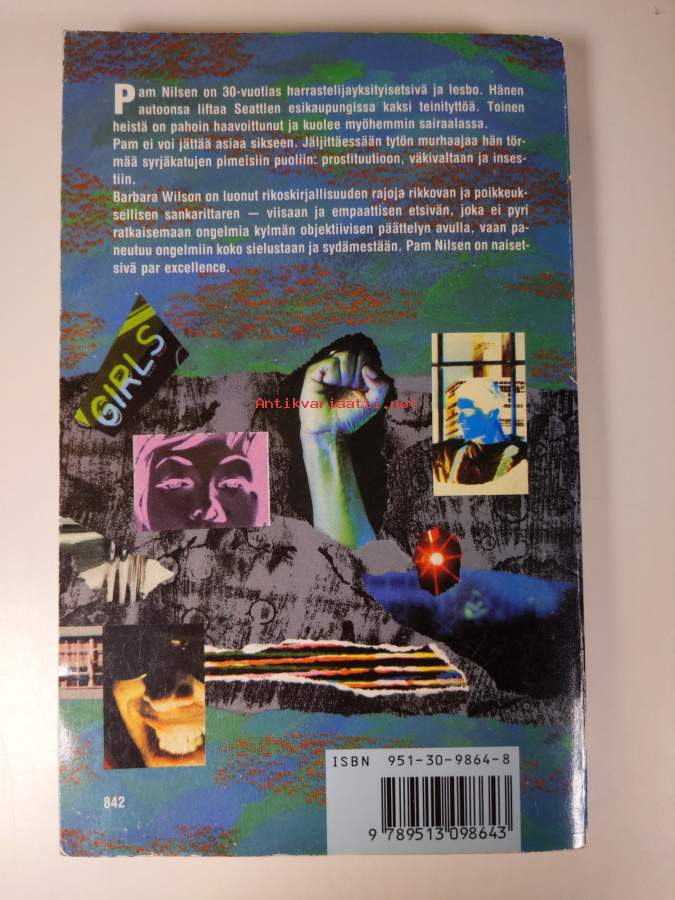 Pam Nilsen on 30-vuotias harrastelijayksityisetsivä ja lesbo. Hänen
autoonsa liftaa Seattlen esikaupungissa kaksi teinityttöä. Toinen
heistä on pahoin haavoittunut ja kuolee myöhemmin sairaalassa.
Pam ei voi jättää asiaa sikseen. Jäljittäessään tytön murhaajaa hän tör-
mää syrjäkatujen pimeisiin puoliin: prostituutioon, väkivaltaan ja inses-
tiin.
Barbara Wilson on luonut rikoskirjallisuuden rajoja rikkovan ja poikkeuk-
sellisen sankarittaren — viisaan ja empaattisen etsivän, joka ei pyri
ratkaisemaan ongelmia kylmän objektiivisen päättelyn avulla, vaan pa-
neutuu ongelmiin koko sielustaan ja sydämestään. Pam Nilsen on naiset-
sivä par excellence.
GIRLS
Antikvariaatti.net
ISBN 951-30-9864-8
842
9 789513 098643